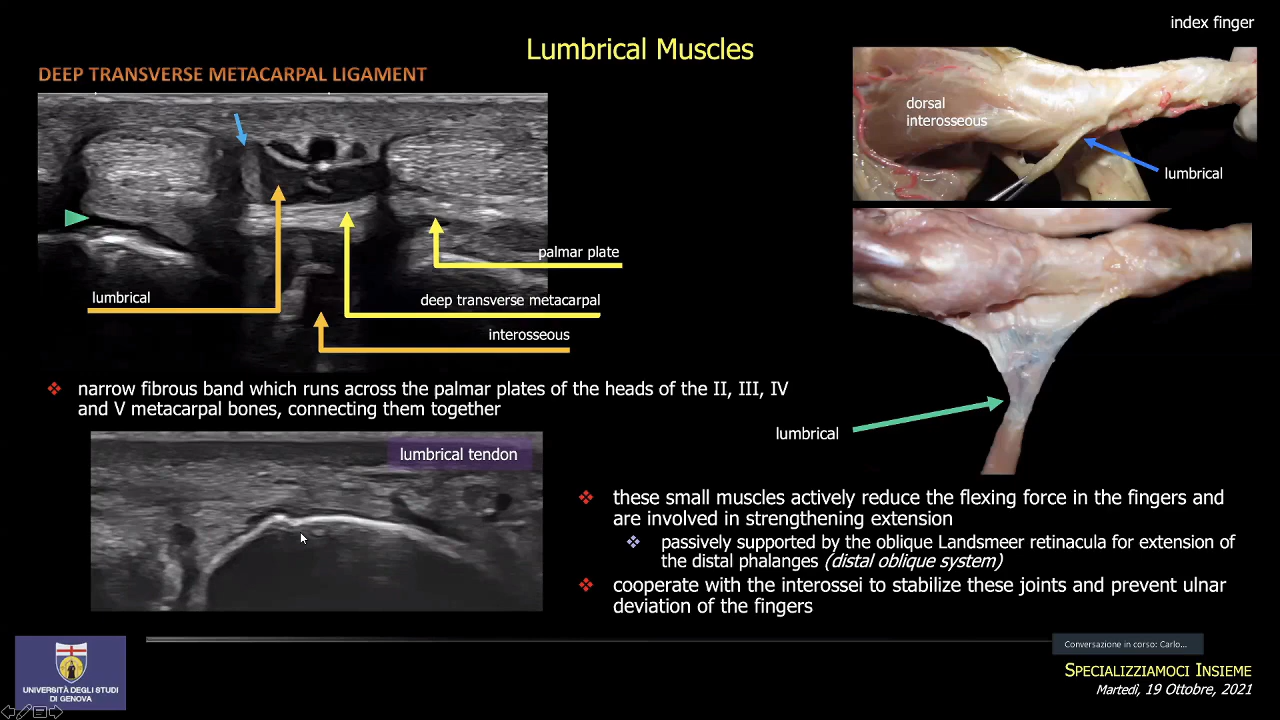 index finger
Lumbrical Muscles
DEEP TRANSVERSE METACARPAL LIGAMENT
dorsal
interosseous
lumbrical
palmar plate
lumbrical
deep transverse metacarpal
interosseous
narrow fibrous band which runs across the palmar plates of the heads of the II, III, IV
and V metacarpal bones, connecting them together
lumbrical
lumbrical tendon
these small muscles actively reduce the flexing force in the fingers and
are involved in strengthening extension
passively supported by the oblique Landsmeer retinacula for extension of
the distal phalanges (distal oblique system)
cooperate with the interossei to stabilize these joints and prevent ulnar
deviation of the fingers
Conversazione in corso: Carlo...
UNIVERSITÀ DEGLI STUDI
DI GENOVA
SPECIALIZZIAMOCI INSIEME
Martedì, 19 Ottobre, 2021